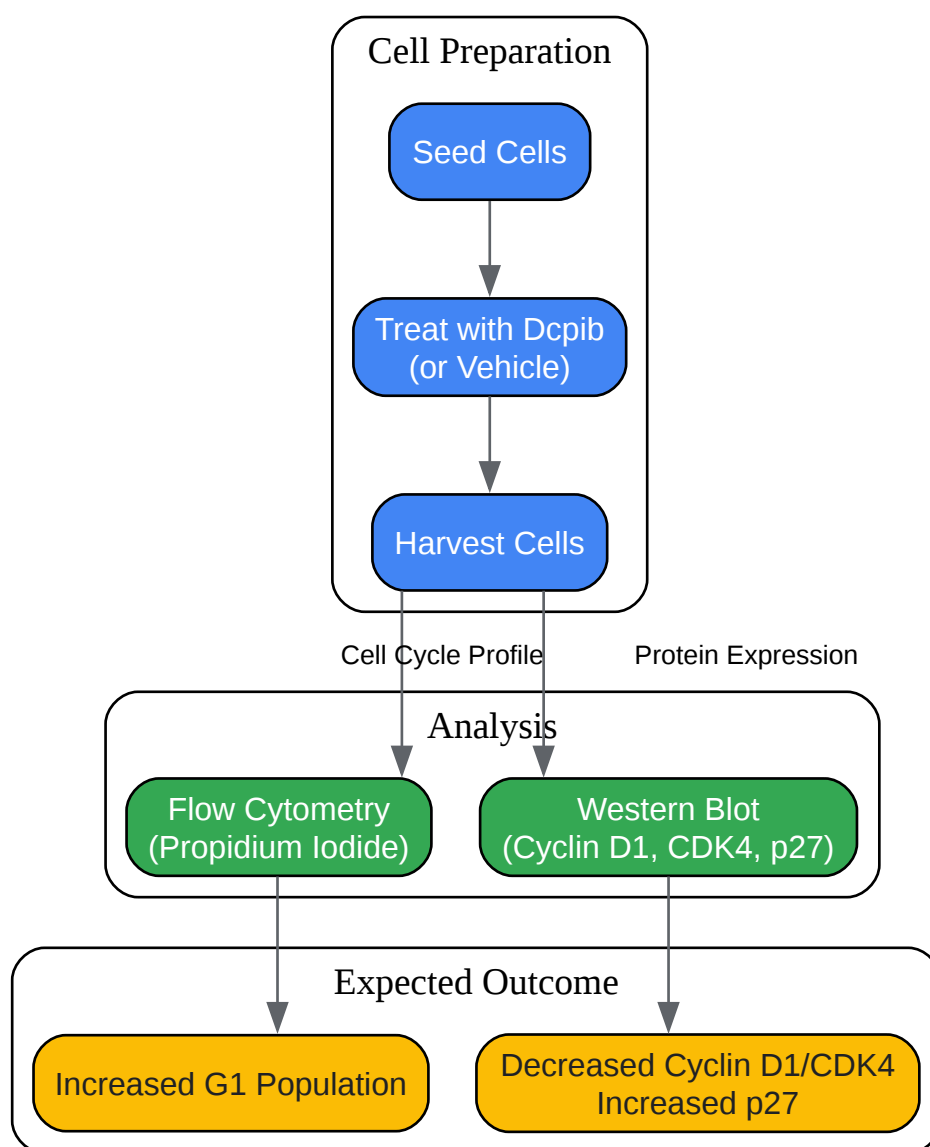 Cell Preparation
Seed Cells
Treat with Dcpib
(or Vehicle)
Harvest Cells
Cell Cycle Profile
Protein Expression
Analysis
Flow Cytometry
(Propidium Iodide)
Western Blot
(Cyclin D1, CDK4, p27)
Expected Outcome
Increased G1 Population
Decreased Cyclin D1/CDK4
Increased p27